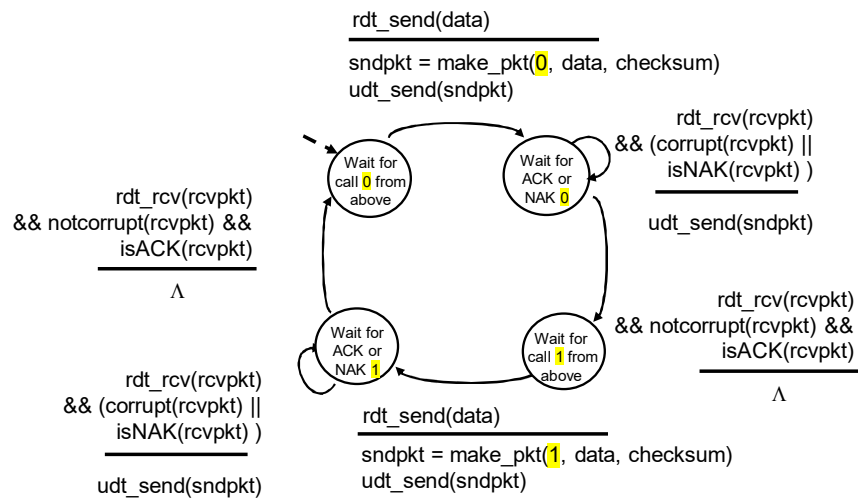 rdt_send(data)
sndpkt = make_pkt(0, data, checksum)
udt_send(sndpkt)
Wait for
call 0 from
above
Wait for
ACK or
NAK 0
rdt_rcv(rcvpkt)
&& (corrupt(rcvpkt) ||
isNAK(rcvpkt) )
udt_send(sndpkt)
rdt_rcv(rcvpkt)
&& notcorrupt(rcvpkt) &&
isACK(rcvpkt)
Λ
rdt_rcv(rcvpkt)
&& notcorrupt(rcvpkt) &&
isACK(rcvpkt)
Λ
Wait for
ACK or
NAK 1
Wait for
call 1 from
above
rdt_rcv(rcvpkt)
&& (corrupt(rcvpkt) ||
isNAK(rcvpkt) )
udt_send(sndpkt)
rdt_send(data)
sndpkt = make_pkt(1, data, checksum)
udt_send(sndpkt)